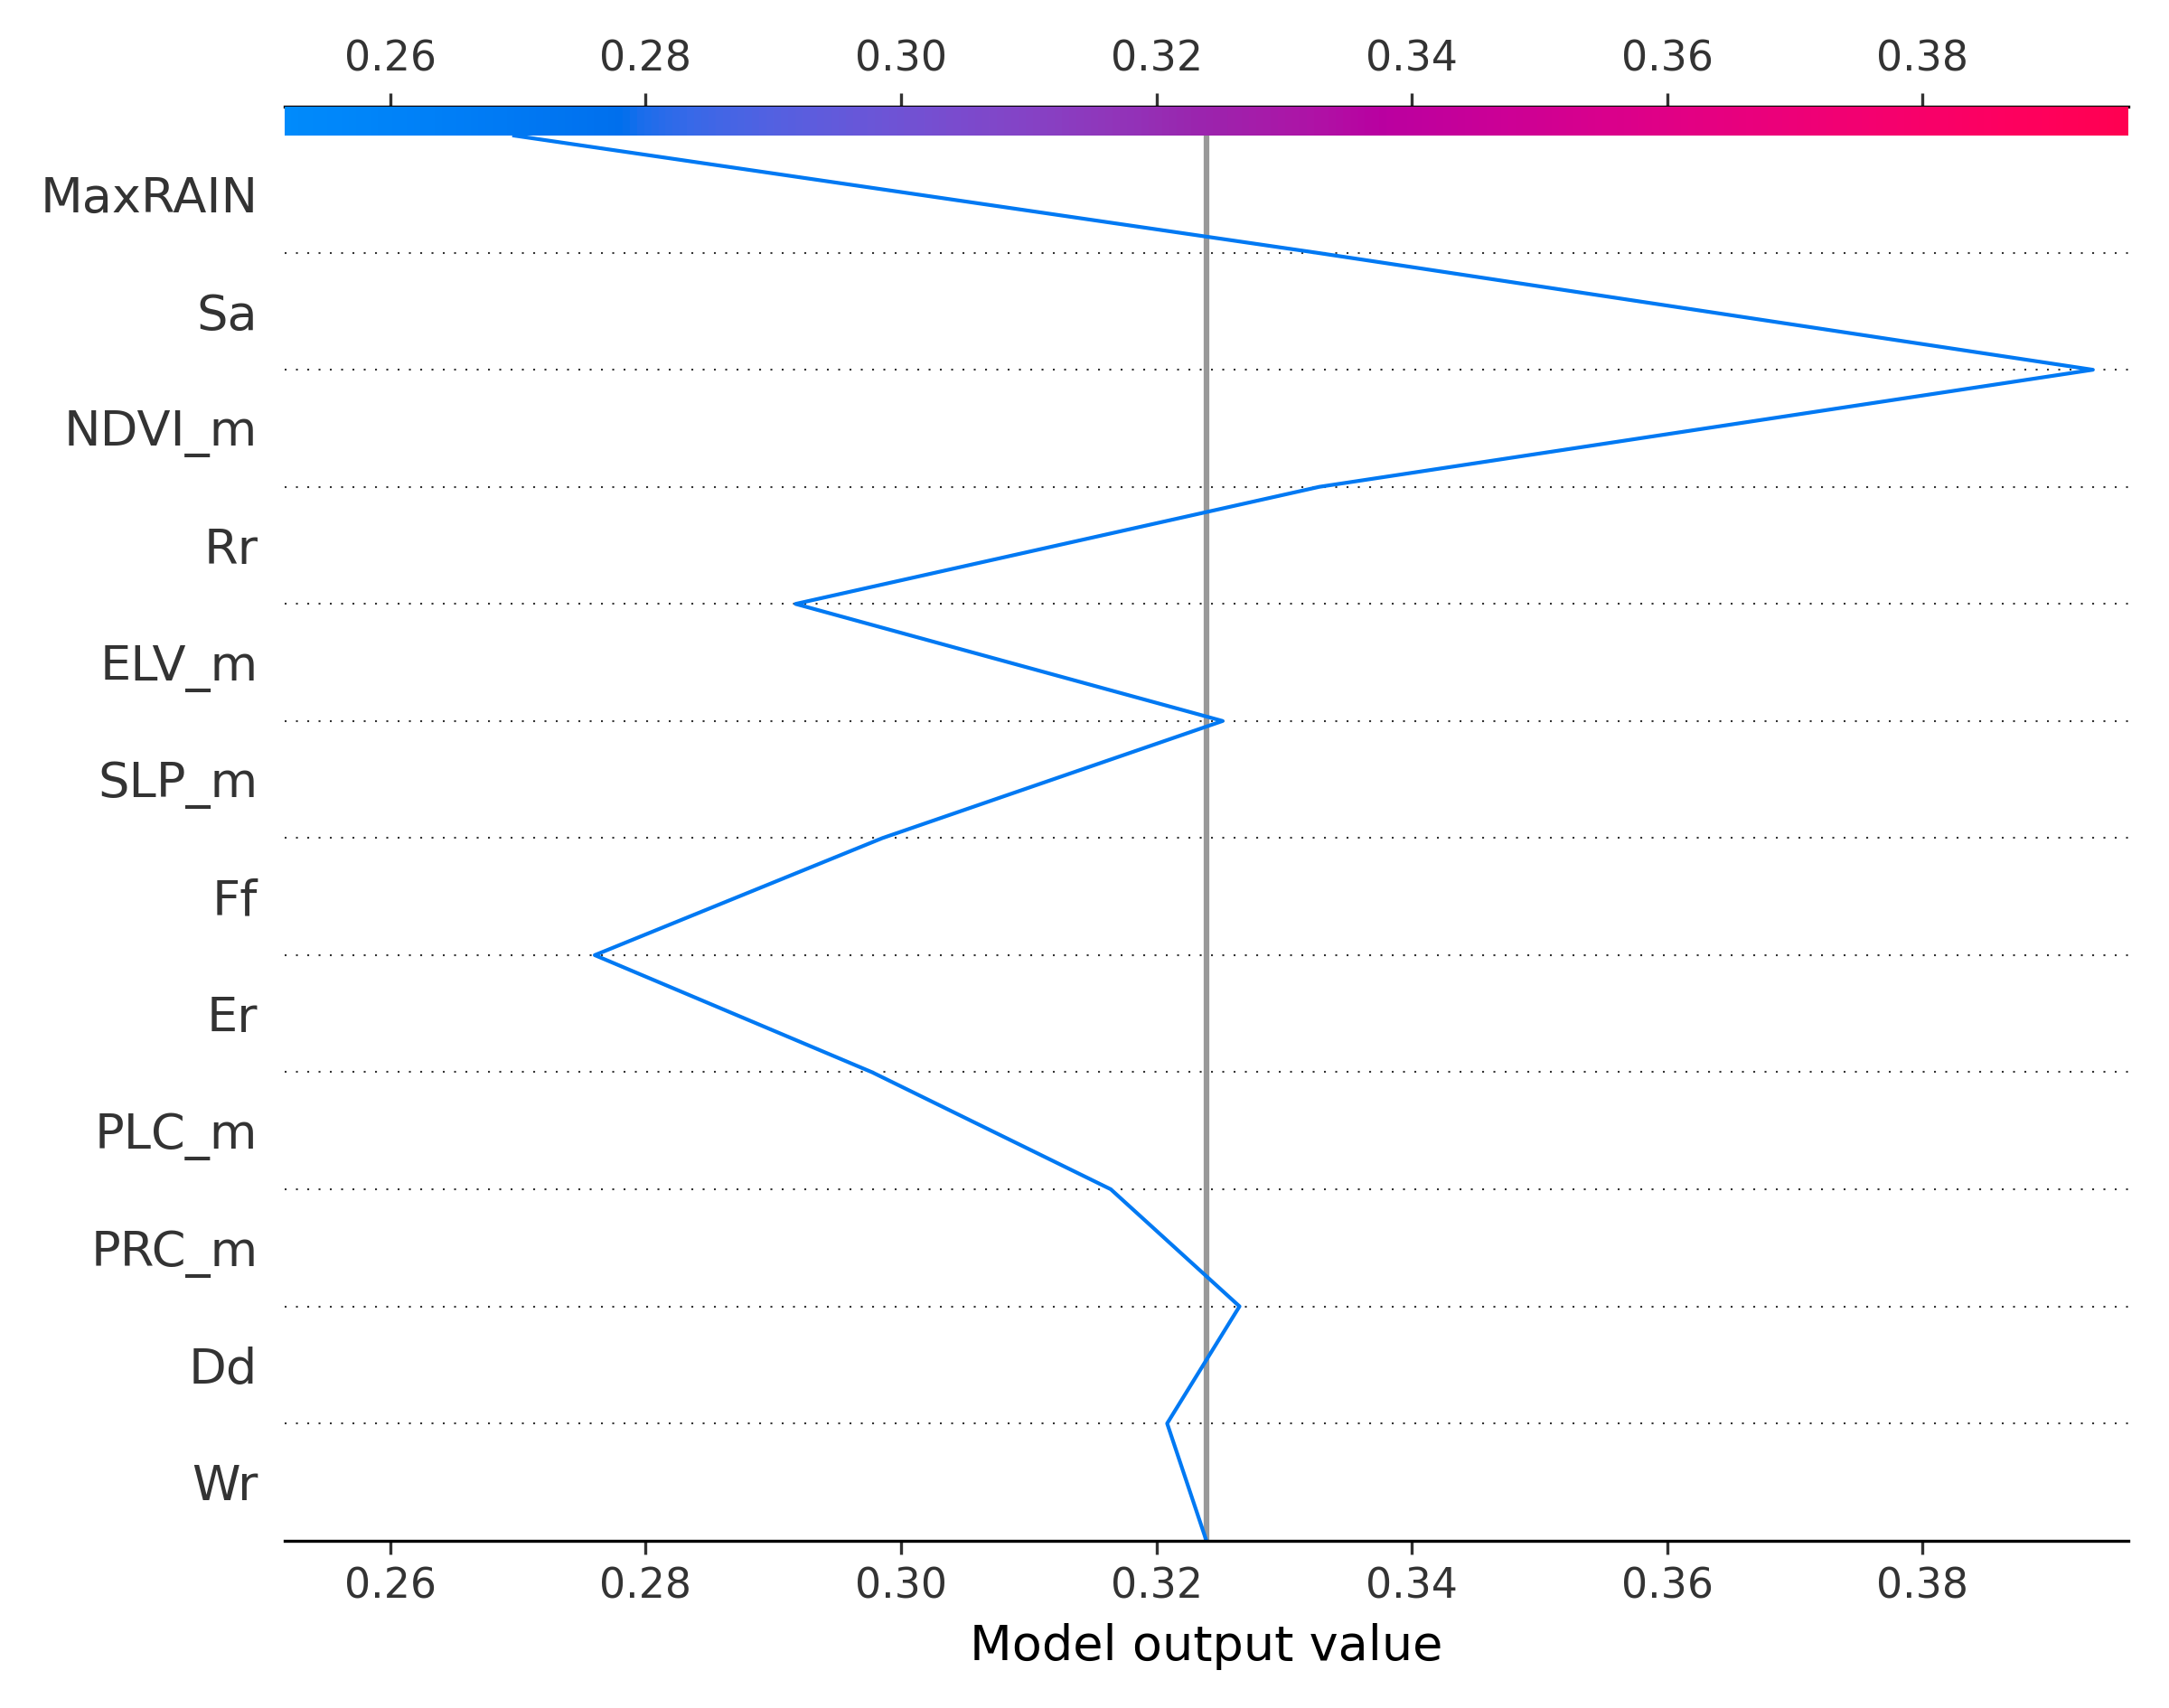 0.26 0.28 0.30 0.32 0.34 0.36 0.38
MaxRAIN
Sa
NDVI_m
Rr
ELV_m
SLP_m
Ff
Er
PLC_m
PRC_m
Dd
Wr
0.26 0.28 0.30 0.32 0.34 0.36 0.38
Model output value